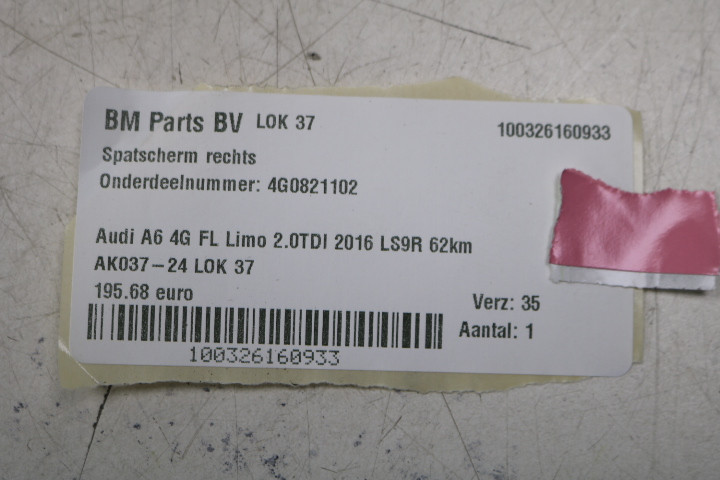 BM Parts BV LOK 37
100326160933
Spatscherm rechts
Onderdeelnummer: 4G0821102
Audi A6 4G FL Limo 2.0TDI 2016 LS9R 62km
AK037-24 LOK 37
195.68 euro
Verz: 35
Aantal: 1
100326160933